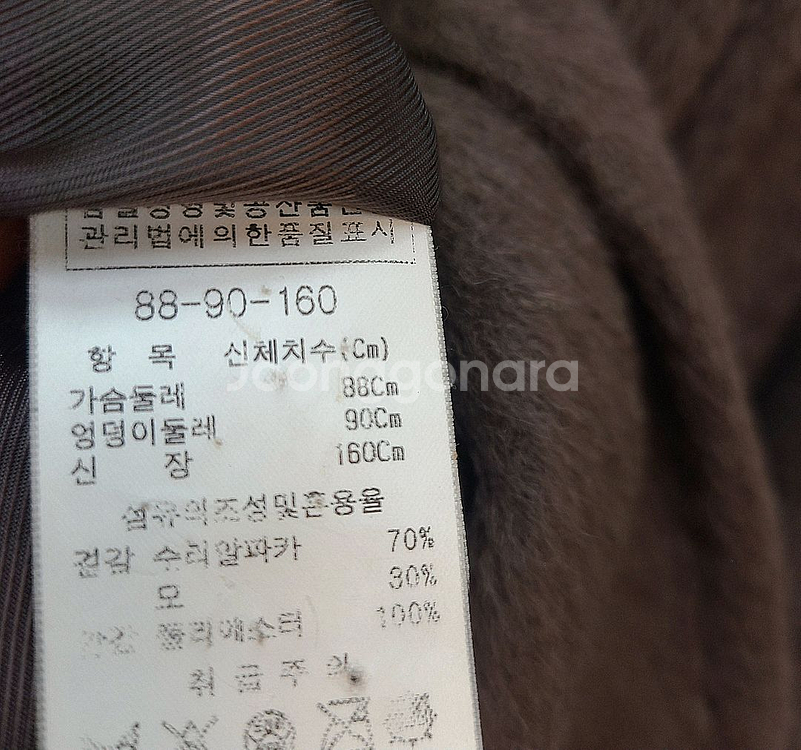 관리법에의한품질표시
88-90-160
항 목 신체치수(Cm)
가슴둘레 88Cm
엉덩이둘레 90Cm
신 장 160Cm
섬유의조성및혼용율
겉감 수리알파카 70%
모 30%
안감 폴리에스터 100%
취급주의
Joonggonara